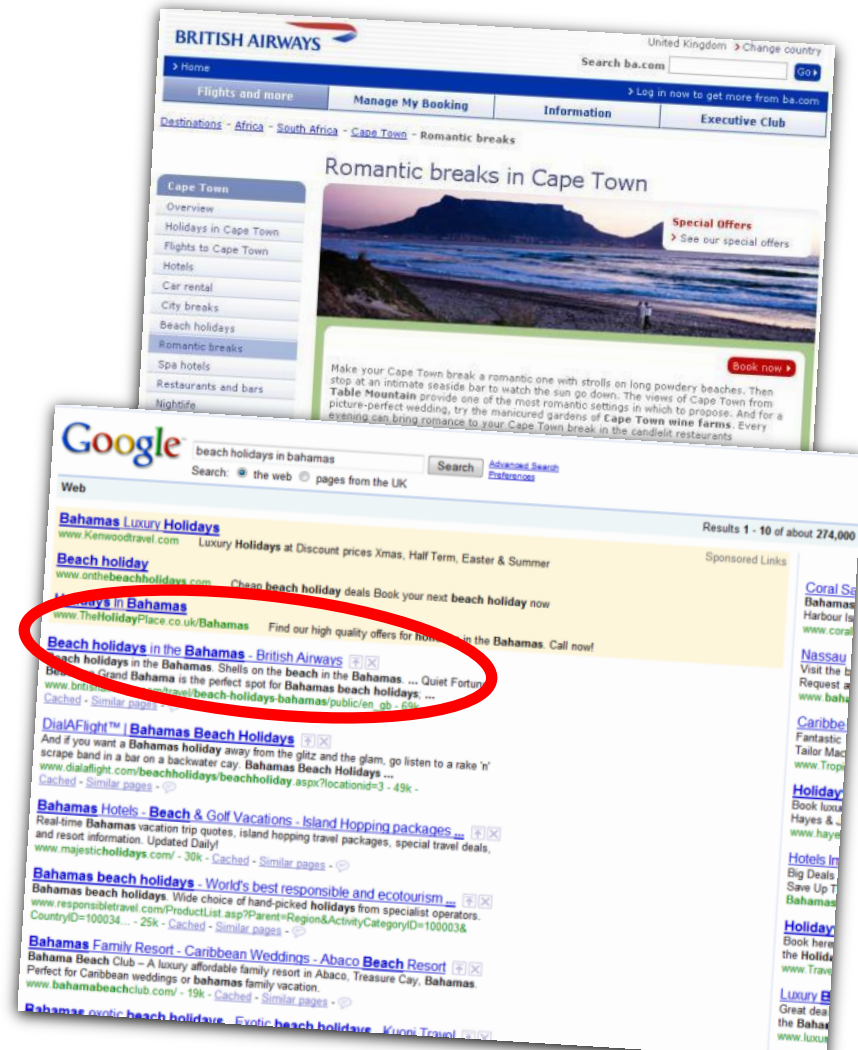 BRITISH AIRWAYS
United Kingdom > Change country
Search ba.com
Go
> Home
> Log in now to get more from ba.com
Flights and more
Manage My Booking
Information
Executive Club
Destinations - Africa - South Africa - Cape Town - Romantic breaks
Romantic breaks in Cape Town
Cape Town
Overview
Holidays in Cape Town
Flights to Cape Town
Hotels
Car rental
City breaks
Beach holidays
Romantic breaks
Spa hotels
Restaurants and bars
Nightlife
Special Offers
> See our special offers
Book now
Make your Cape Town break a romantic one with strolls on long powdery beaches. Then
stop at an intimate seaside bar to watch the sun go down. The views of Cape Town from
Table Mountain provide one of the most romantic settings in which to propose. And for a
picture-perfect wedding, try the manicured gardens of Cape Town wine farms. Every
evening can bring romance to your Cape Town break in the candlelit restaurants
Google
beach holidays in bahamas
Search
Advanced Search
Preferences
Search: the web pages from the UK
Web
Results 1 - 10 of about 274,000
Bahamas Luxury Holidays
www.Kenwoodtravel.com Luxury Holidays at Discount prices Xmas, Half Term, Easter & Summer
Sponsored Links
Beach holiday
www.onthebeachholidays.com Cheap beach holiday deals Book your next beach holiday now
in Bahamas
www.TheHolidayPlace.co.uk/Bahamas Find our high quality offers for in the Bahamas. Call now!
Beach holidays in the Bahamas - British Airways
Beach holidays in the Bahamas. Shells on the beach in the Bahamas. ... Quiet Fortune
Grand Bahama is the perfect spot for Bahamas beach holidays; ...
/travel/beach-holidays-bahamas/public/en_gb - 69k
Cached - Similar pages -
DialAFlight™ | Bahamas Beach Holidays
And if you want a Bahamas holiday away from the glitz and the glam, go listen to a rake 'n'
scrape band in a bar on a backwater cay. Bahamas Beach Holidays ...
www.dialaflight.com/beachholidays/beachholiday.aspx?locationid=3 - 49k -
Cached - Similar pages -
Bahamas Hotels - Beach & Golf Vacations - Island Hopping packages ...
Real-time Bahamas vacation trip quotes, island hopping travel packages, special travel deals,
and resort information. Updated Daily!
www.majesticholidays.com/ - 30k - Cached - Similar pages -
Bahamas beach holidays - World's best responsible and ecotourism ...
Bahamas beach holidays. Wide choice of hand-picked holidays from specialist operators.
www.responsibletravel.com/ProductList.asp?Parent=Region&ActivityCategoryID=100003&
CountryID=100034... - 25k - Cached - Similar pages -
Bahamas Family Resort - Caribbean Weddings - Abaco Beach Resort
Bahama Beach Club – A luxury affordable family resort in Abaco, Treasure Cay, Bahamas.
Perfect for Caribbean weddings or bahamas family vacation.
www.bahamabeachclub.com/ - 19k - Cached - Similar pages -
Bahamas exotic beach holidays - Exotic beach holidays - Kuoni Travel
Coral Sa
Bahamas
Harbour Is
www.coral
Nassau
Visit the b
Request a
www.baha
Caribbe
Fantastic
Tailor Mad
www.Tropi
Holiday
Book luxu
Hayes & J
www.haye
Hotels In
Big Deals
Save Up T
Bahamas
Holiday
Book here
the Holida
www.Trave
Luxury B
Great dea
the Baham
www.luxur